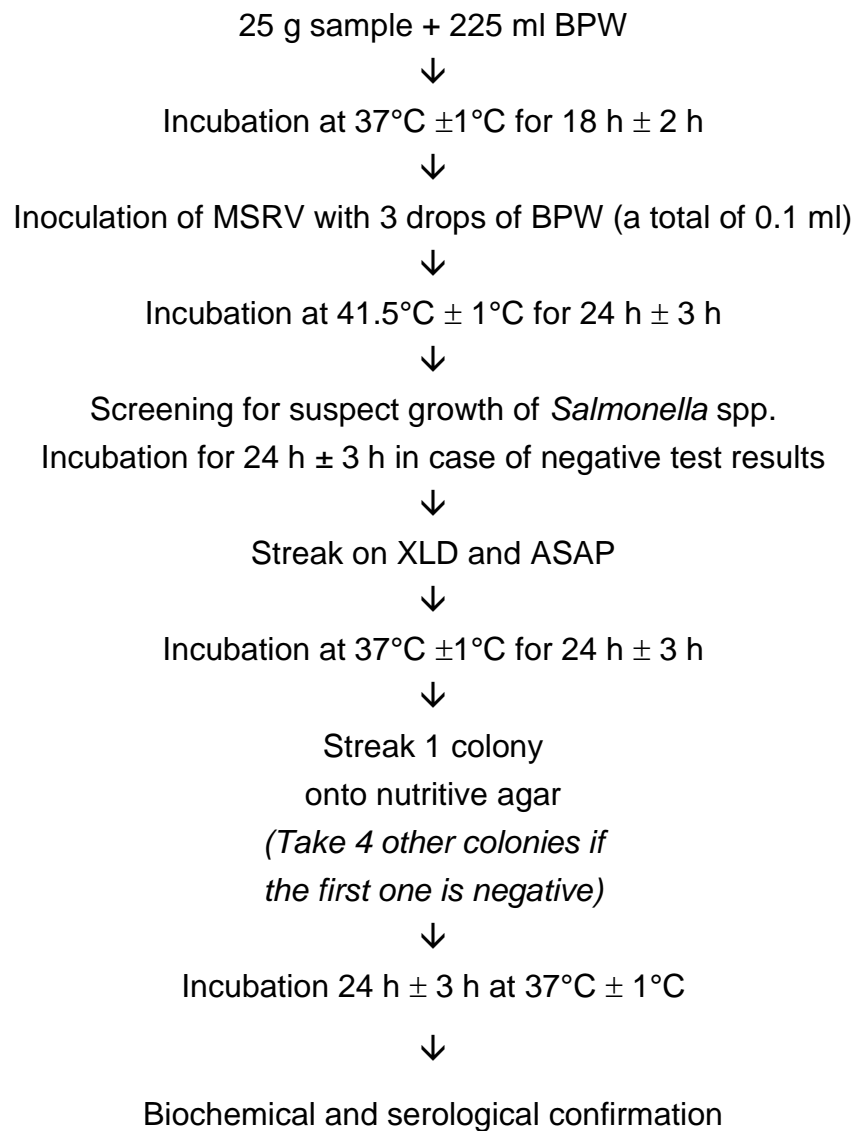 25 g sample + 225 ml BPW
↓
Incubation at 37°C ±1°C for 18 h ± 2 h
↓
Inoculation of MSRV with 3 drops of BPW (a total of 0.1 ml)
↓
Incubation at 41.5°C ± 1°C for 24 h ± 3 h
↓
Screening for suspect growth of Salmonella spp.
Incubation for 24 h ± 3 h in case of negative test results
↓
Streak on XLD and ASAP
↓
Incubation at 37°C ±1°C for 24 h ± 3 h
↓
Streak 1 colony
onto nutritive agar
(Take 4 other colonies if
the first one is negative)
↓
Incubation 24 h ± 3 h at 37°C ± 1°C
↓
Biochemical and serological confirmation